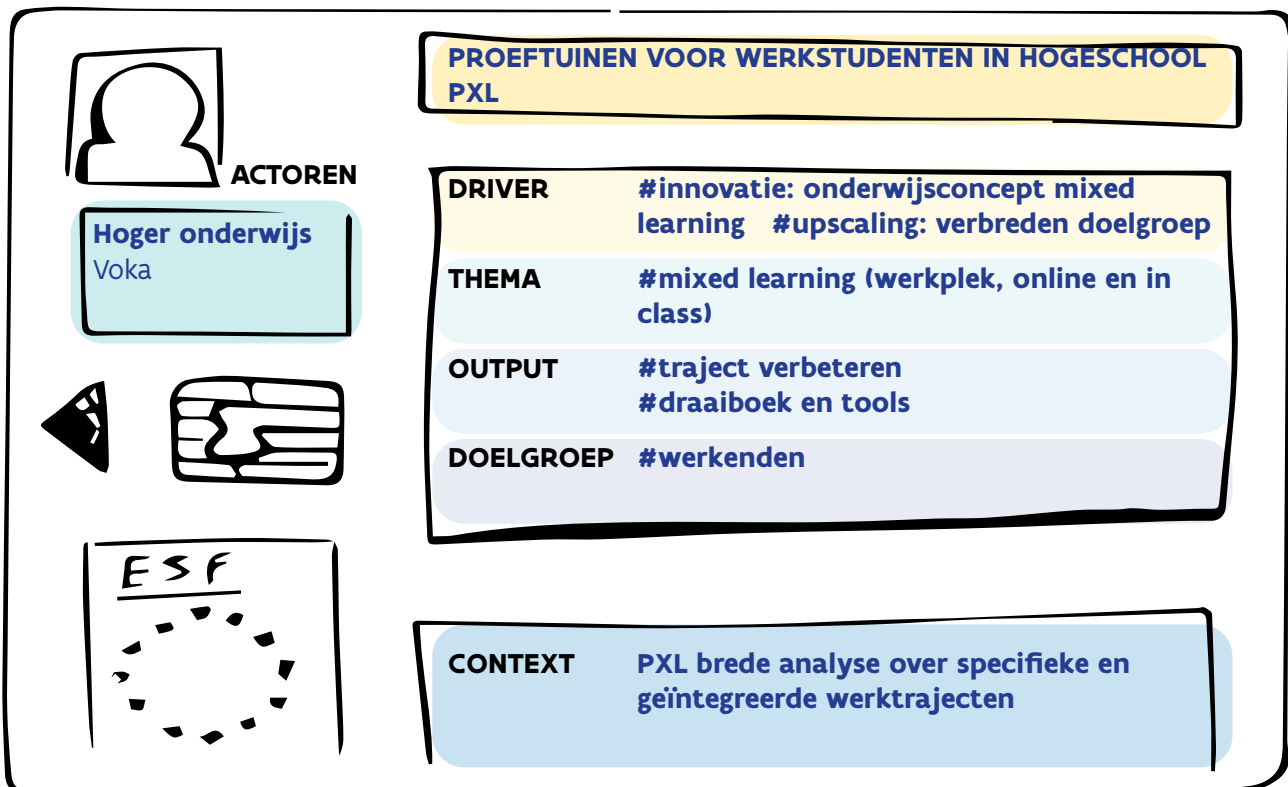 PROEFTUINEN VOOR WERKSTUDENTEN IN HOGESCHOOL
PXL
ACTOREN
Hoger onderwijs
Voka
DRIVER #innovatie: onderwijsconcept mixed
learning #upscaling: verbreden doelgroep
THEMA #mixed learning (werkplek, online en in
class)
OUTPUT #traject verbeteren
#draaiboek en tools
DOELGROEP #werkenden
ESF
CONTEXT PXL brede analyse over specifieke en
geïntegreerde werktrajecten